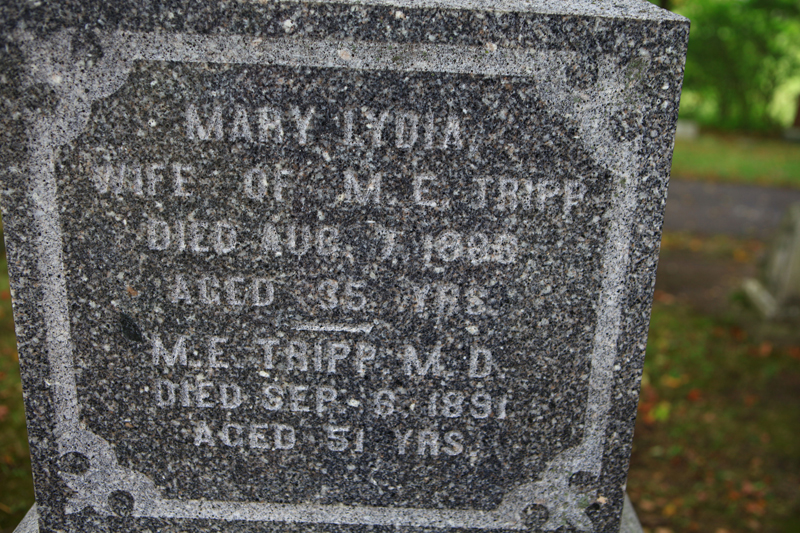 MARY LYDIA
WIFE OF M. E. TRIPP
DIED AUG. 7,
AGED 35 YRS.
M. E. TRIPP M. D.
DIED SEP. 6. 1891
AGED 51 YRS.